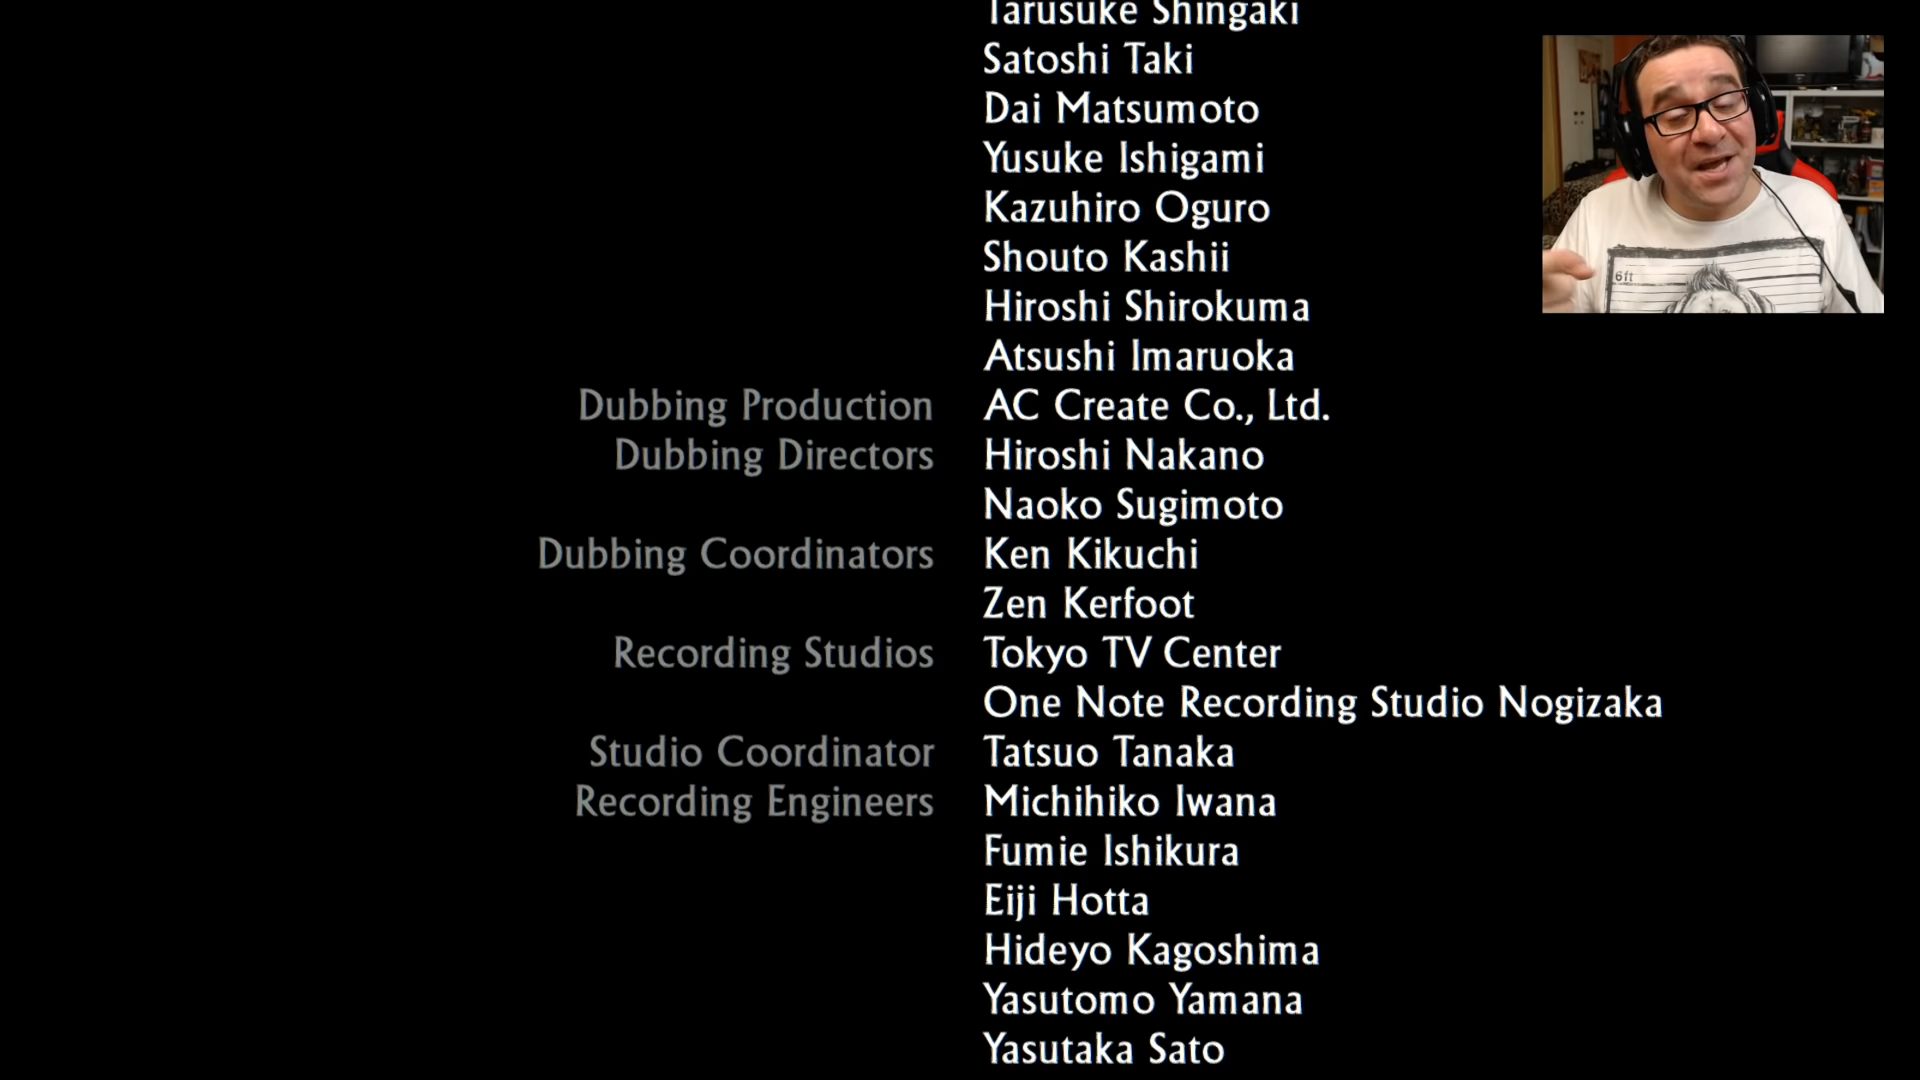 Tarusuke Shingaki
Satoshi Taki
Dai Matsumoto
Yusuke Ishigami
Kazuhiro Oguro
Shouto Kashii
Hiroshi Shirokuma
Atsushi Imaruoka
Dubbing Production AC Create Co., Ltd.
Dubbing Directors Hiroshi Nakano
Naoko Sugimoto
Dubbing Coordinators Ken Kikuchi
Zen Kerfoot
Recording Studios Tokyo TV Center
One Note Recording Studio Nogizaka
Studio Coordinator Tatsuo Tanaka
Recording Engineers Michihiko Iwana
Fumie Ishikura
Eiji Hotta
Hideyo Kagoshima
Yasutomo Yamana
Yasutaka Sato
6ft